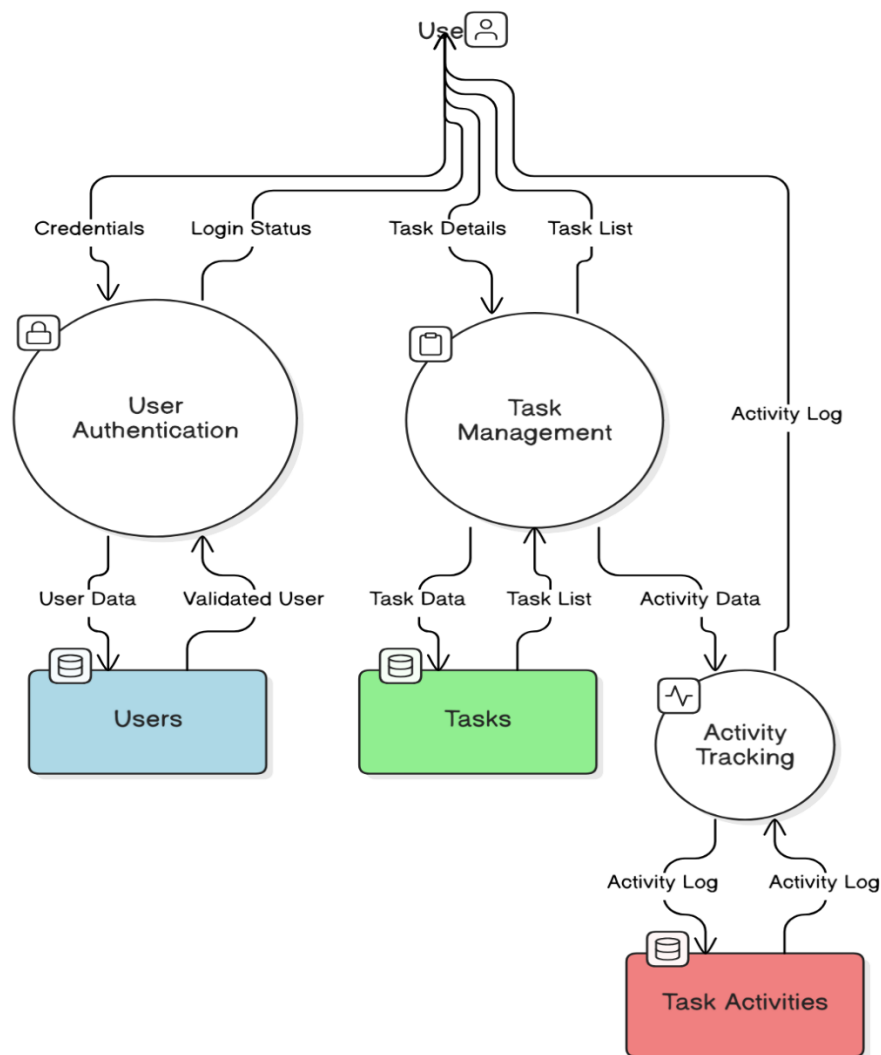 Use
Credentials
Login Status
Task Details
Task List
User
Authentication
Task
Management
Activity Log
User Data
Validated User
Task Data
Task List
Activity Data
Users
Tasks
Activity
Tracking
Activity Log
Activity Log
Task Activities